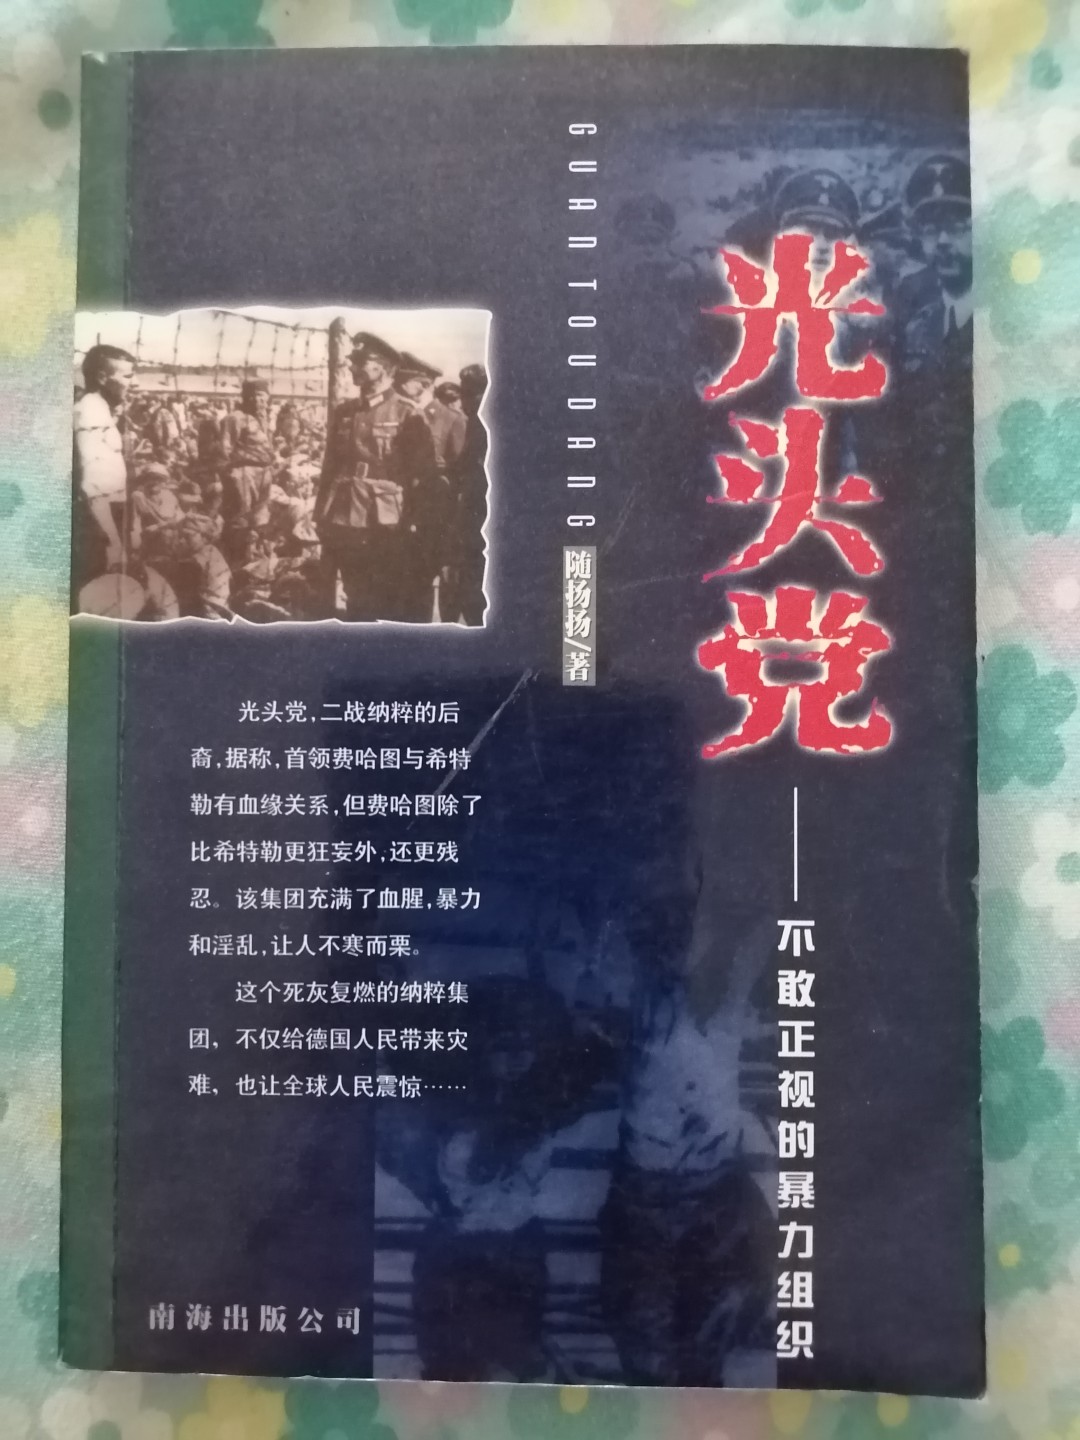 光头党
——不敢正视的暴力组织
GUANTOUDANG
随扬扬/著
光头党,二战纳粹的后
裔,据称,首领费哈图与希特
勒有血缘关系,但费哈图除了
比希特勒更狂妄外,还更残
忍。该集团充满了血腥,暴力
和淫乱,让人不寒而栗。
这个死灰复燃的纳粹集
团，不仅给德国人民带来灾
难，也让全球人民震惊……
南海出版公司